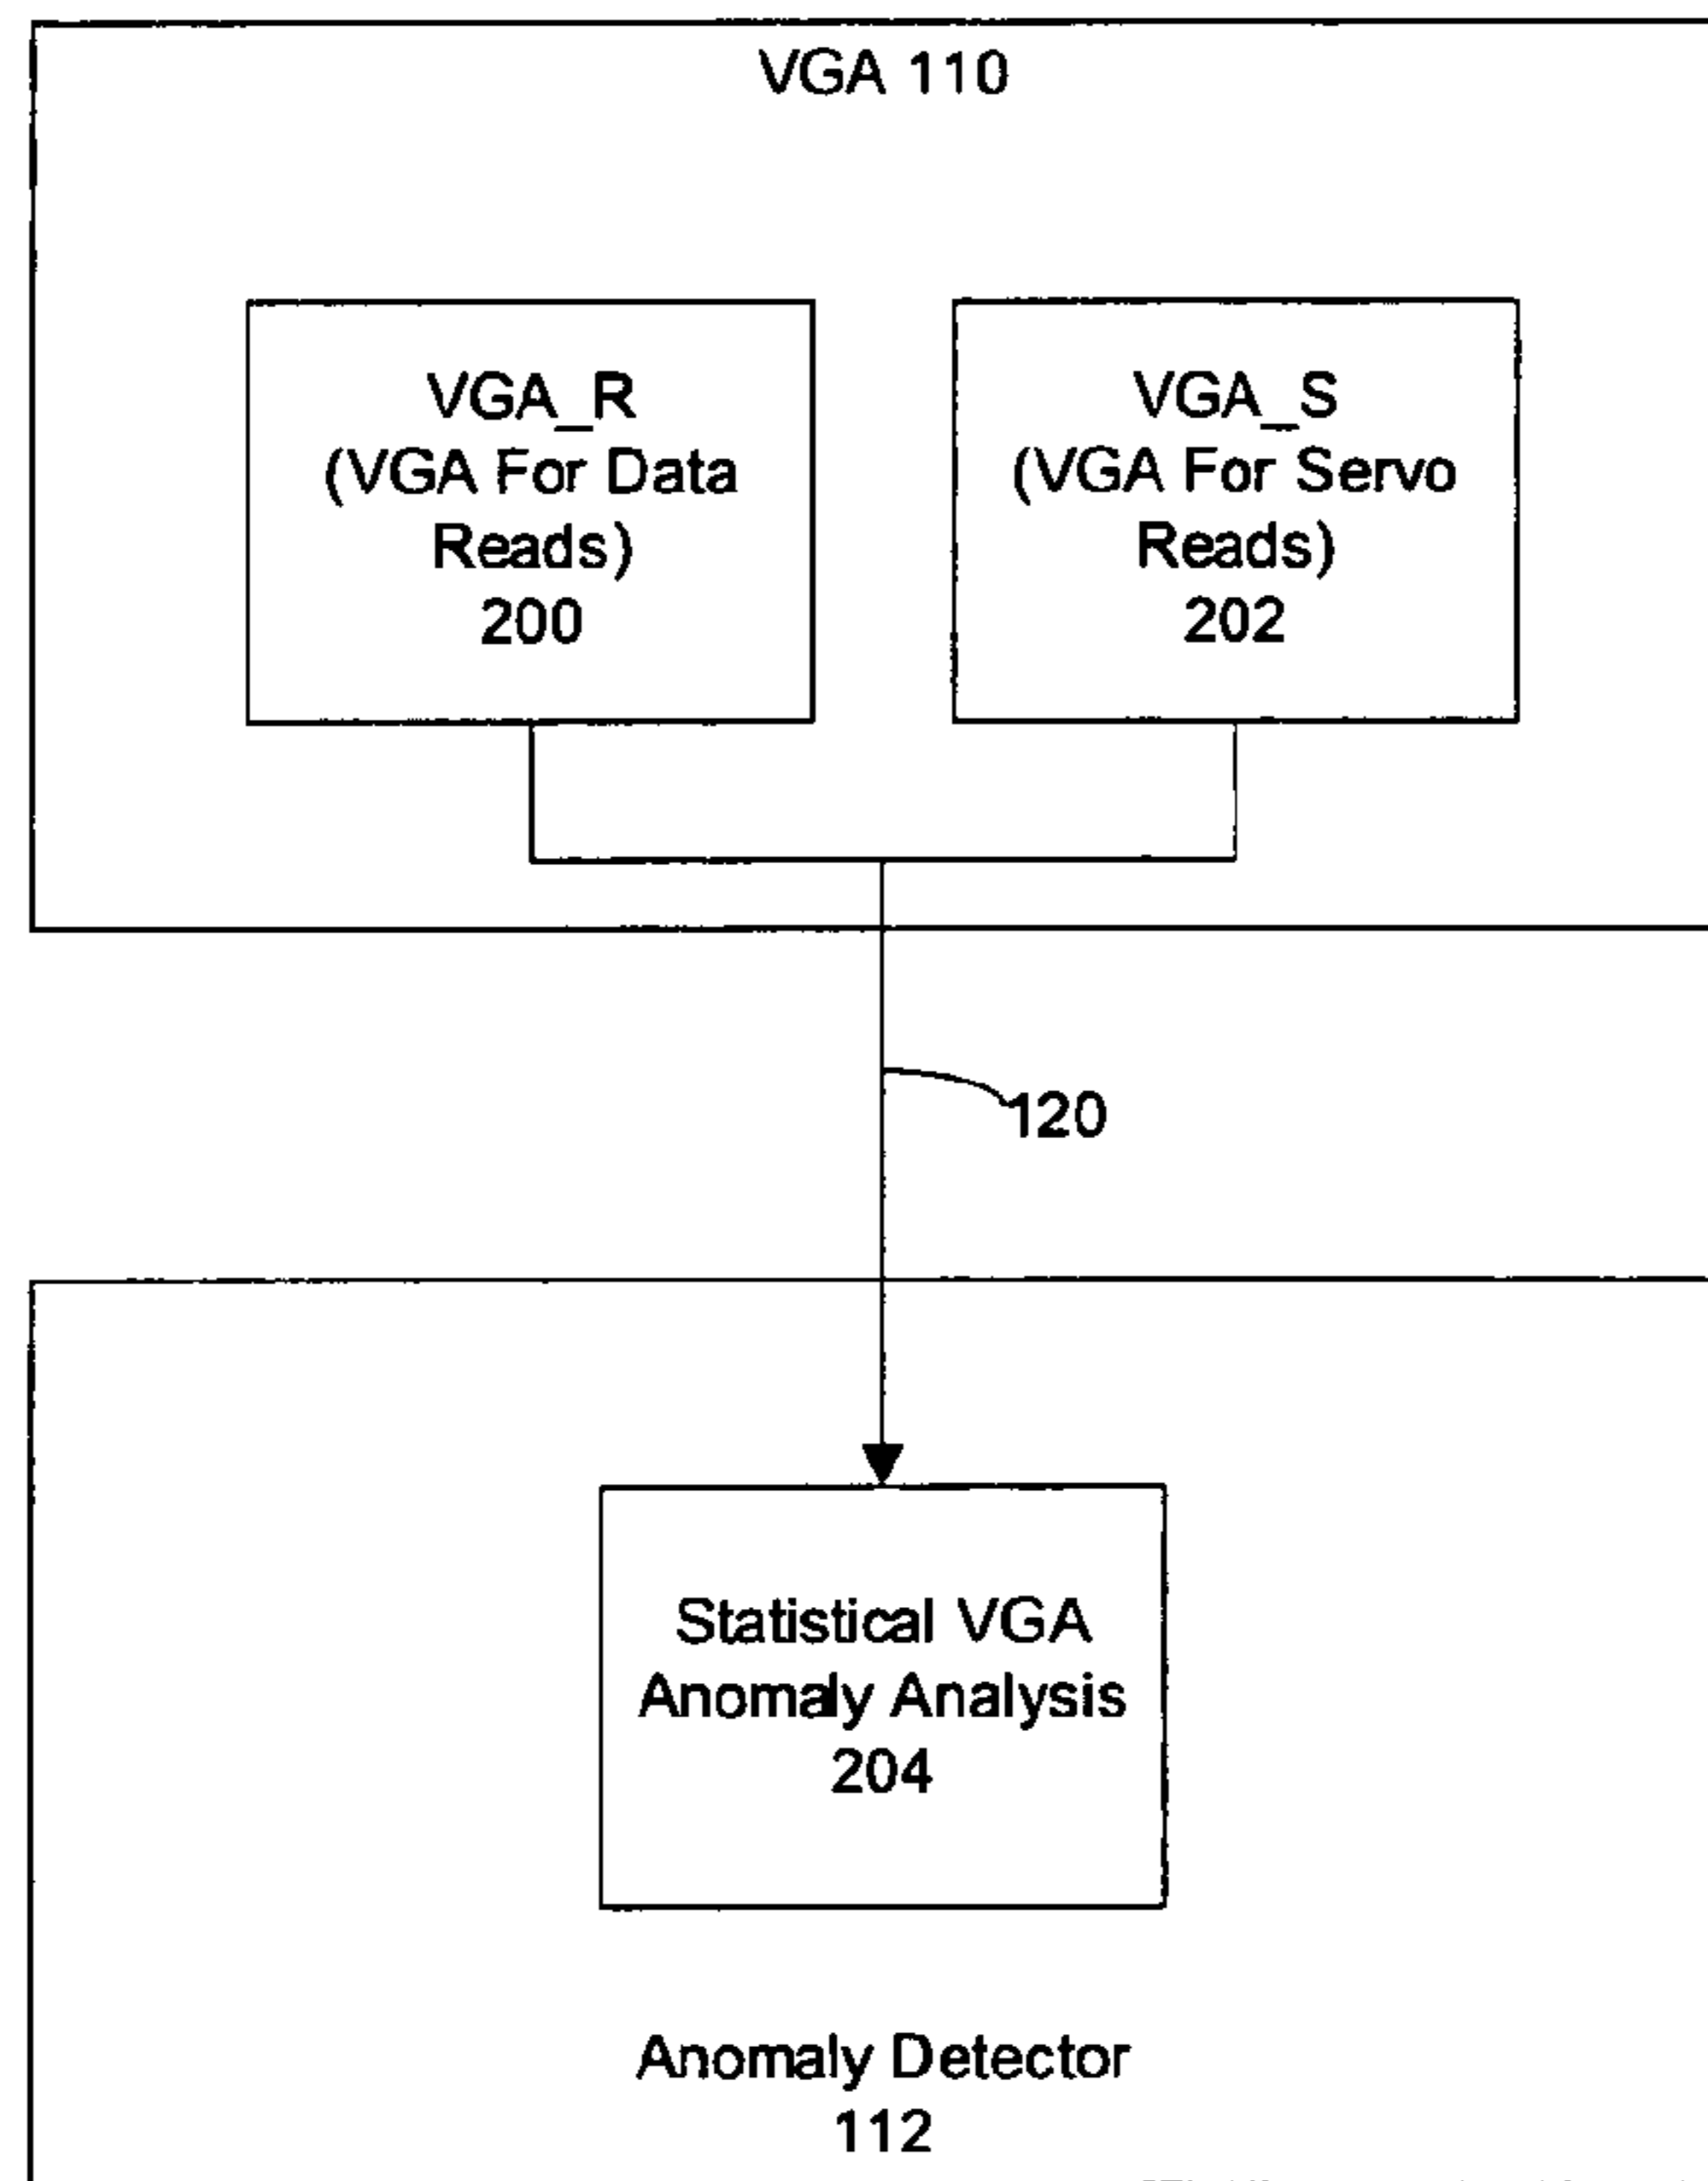 VGA 110
VGA_R
(VGA For Data
Reads)
200
VGA_S
(VGA For Servo
Reads)
202
120
Statistical VGA
Anomaly Analysis
204
Anomaly Detector
112